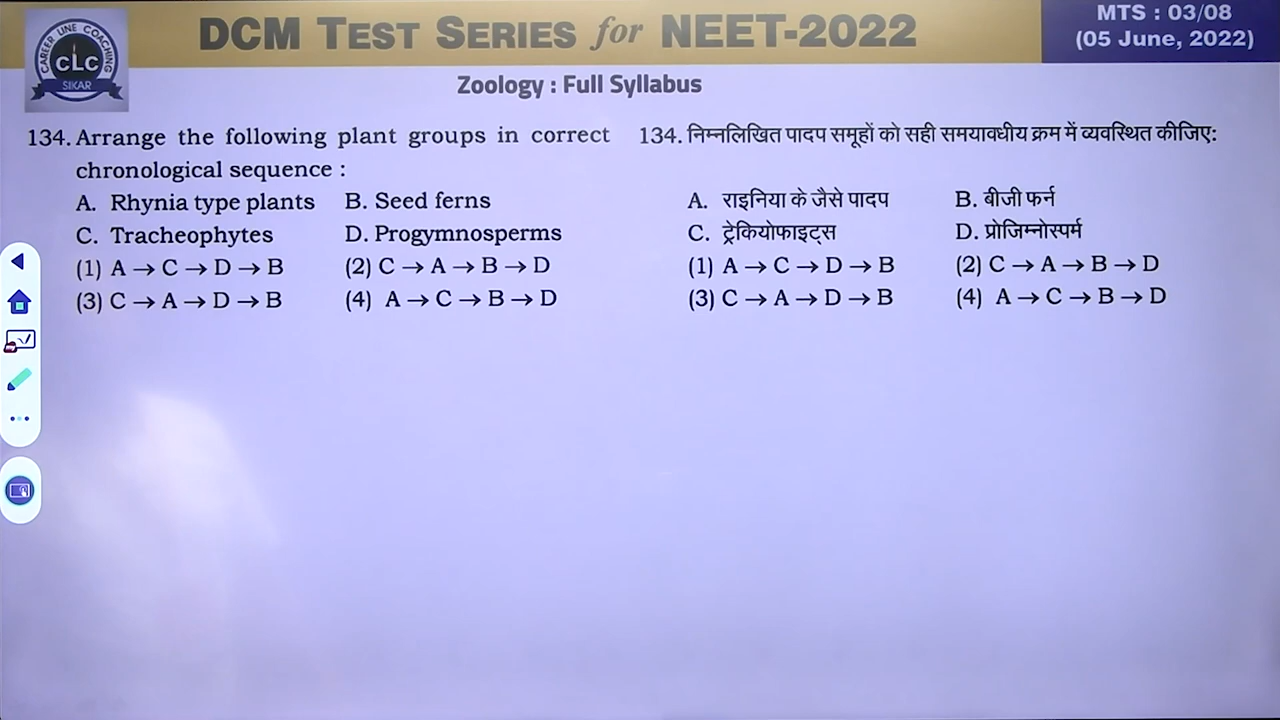 CAREER LINE COACHING
CLC
SIKAR
DCM TEST SERIES for NEET-2022
MTS : 03/08
(05 June, 2022)
Zoology : Full Syllabus
134. Arrange the following plant groups in correct
chronological sequence :
A. Rhynia type plants B. Seed ferns
C. Tracheophytes D. Progymnosperms
(1) A → C → D → B (2) C → A → B → D
(3) C → A → D → B (4) A → C → B → D
134. निम्नलिखित पादप समूहों को सही समयावधीय क्रम में व्यवस्थित कीजिए:
A. राइनिया के जैसे पादप B. बीजी फर्न
C. ट्रेकियोफाइट्स D. प्रोजिम्नोस्पर्म
(1) A → C → D → B (2) C → A → B → D
(3) C → A → D → B (4) A → C → B → D